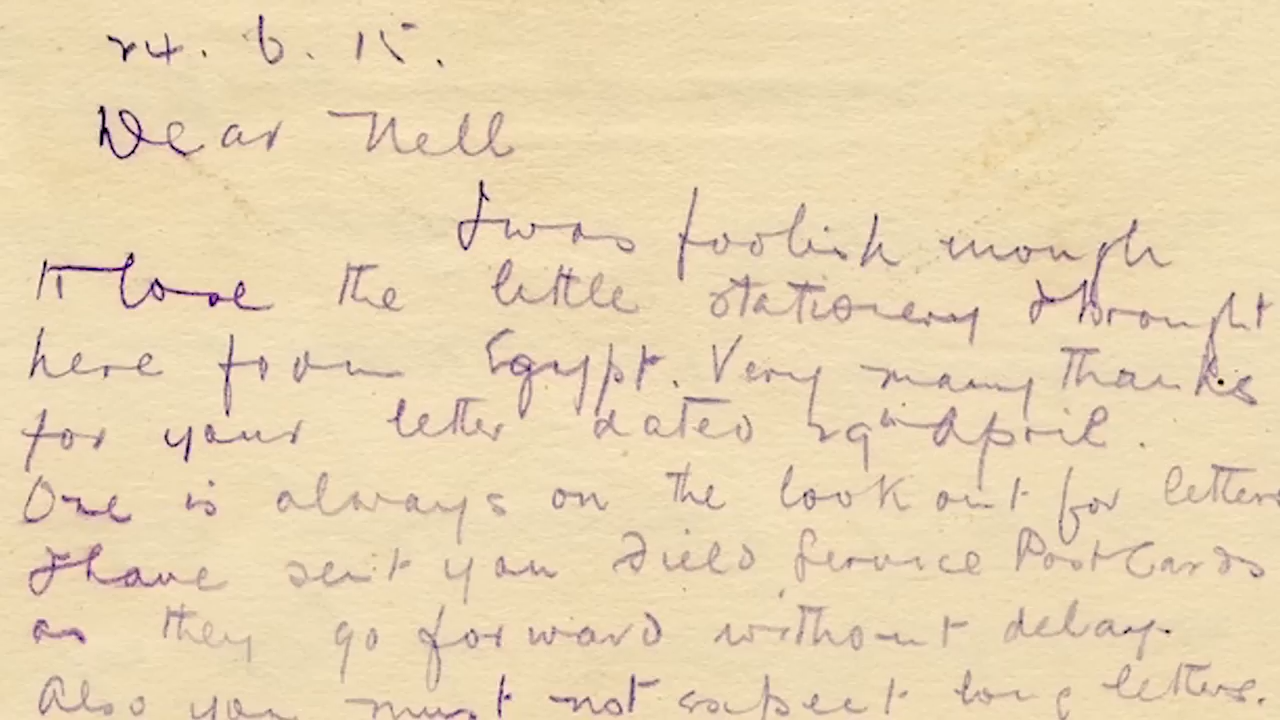 24. 6. 15.
Dear Nell
I was foolish enough
to lose the little stationery I brought
here from Egypt. Very many thanks
for your letter dated 29th April.
One is always on the look out for letters
I have sent you Field Service Post Cards
as they go forward without delay.
Also you must not expect long letters.